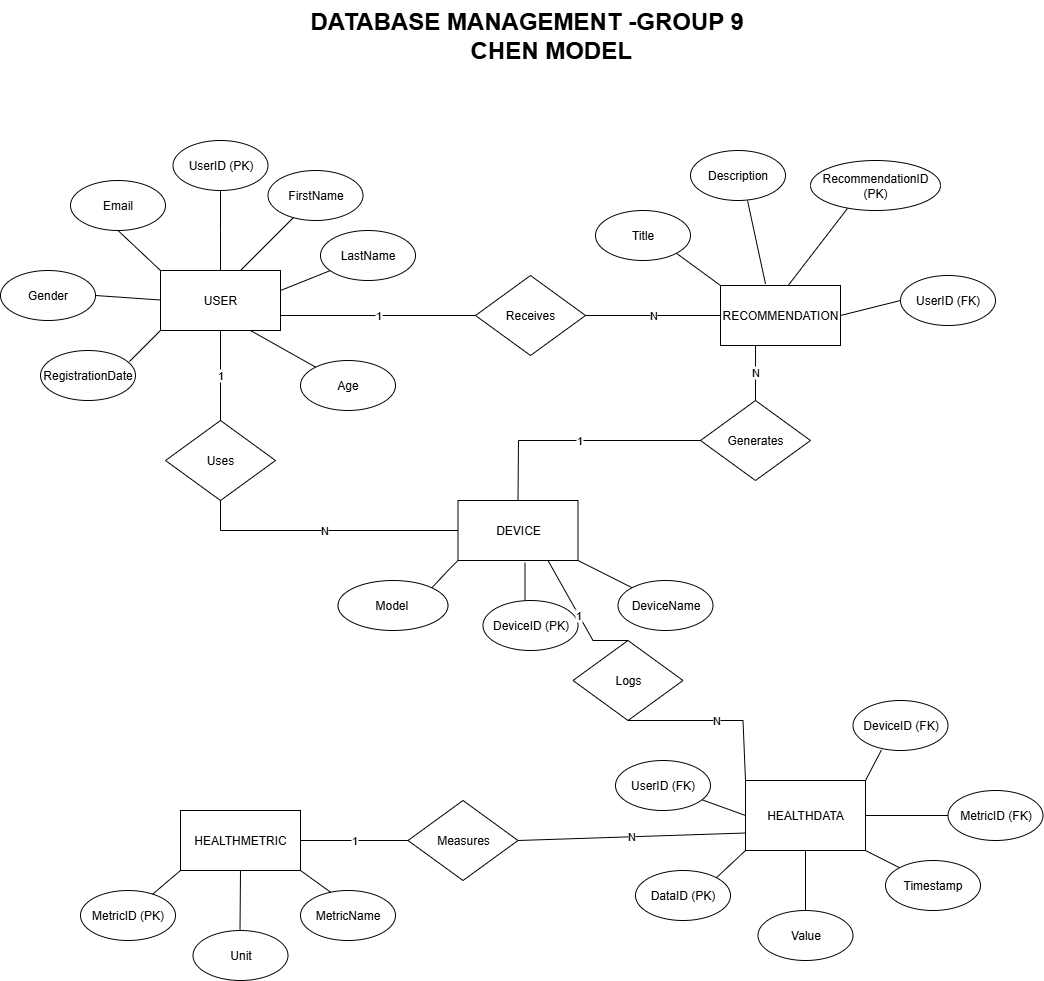 DATABASE MANAGEMENT -GROUP 9
CHEN MODEL
UserID (PK)
Email
FirstName
LastName
Gender
USER
RegistrationDate
Age
1
Receives
N
Description
RecommendationID
(PK)
Title
UserID (FK)
RECOMMENDATION
1
N
Uses
Generates
1
N
DEVICE
Model
DeviceID (PK)
DeviceName
1
Logs
N
DeviceID (FK)
UserID (FK)
HEALTHDATA
MetricID (FK)
DataID (PK)
Timestamp
Value
HEALTHMETRIC
1
Measures
N
MetricID (PK)
MetricName
Unit